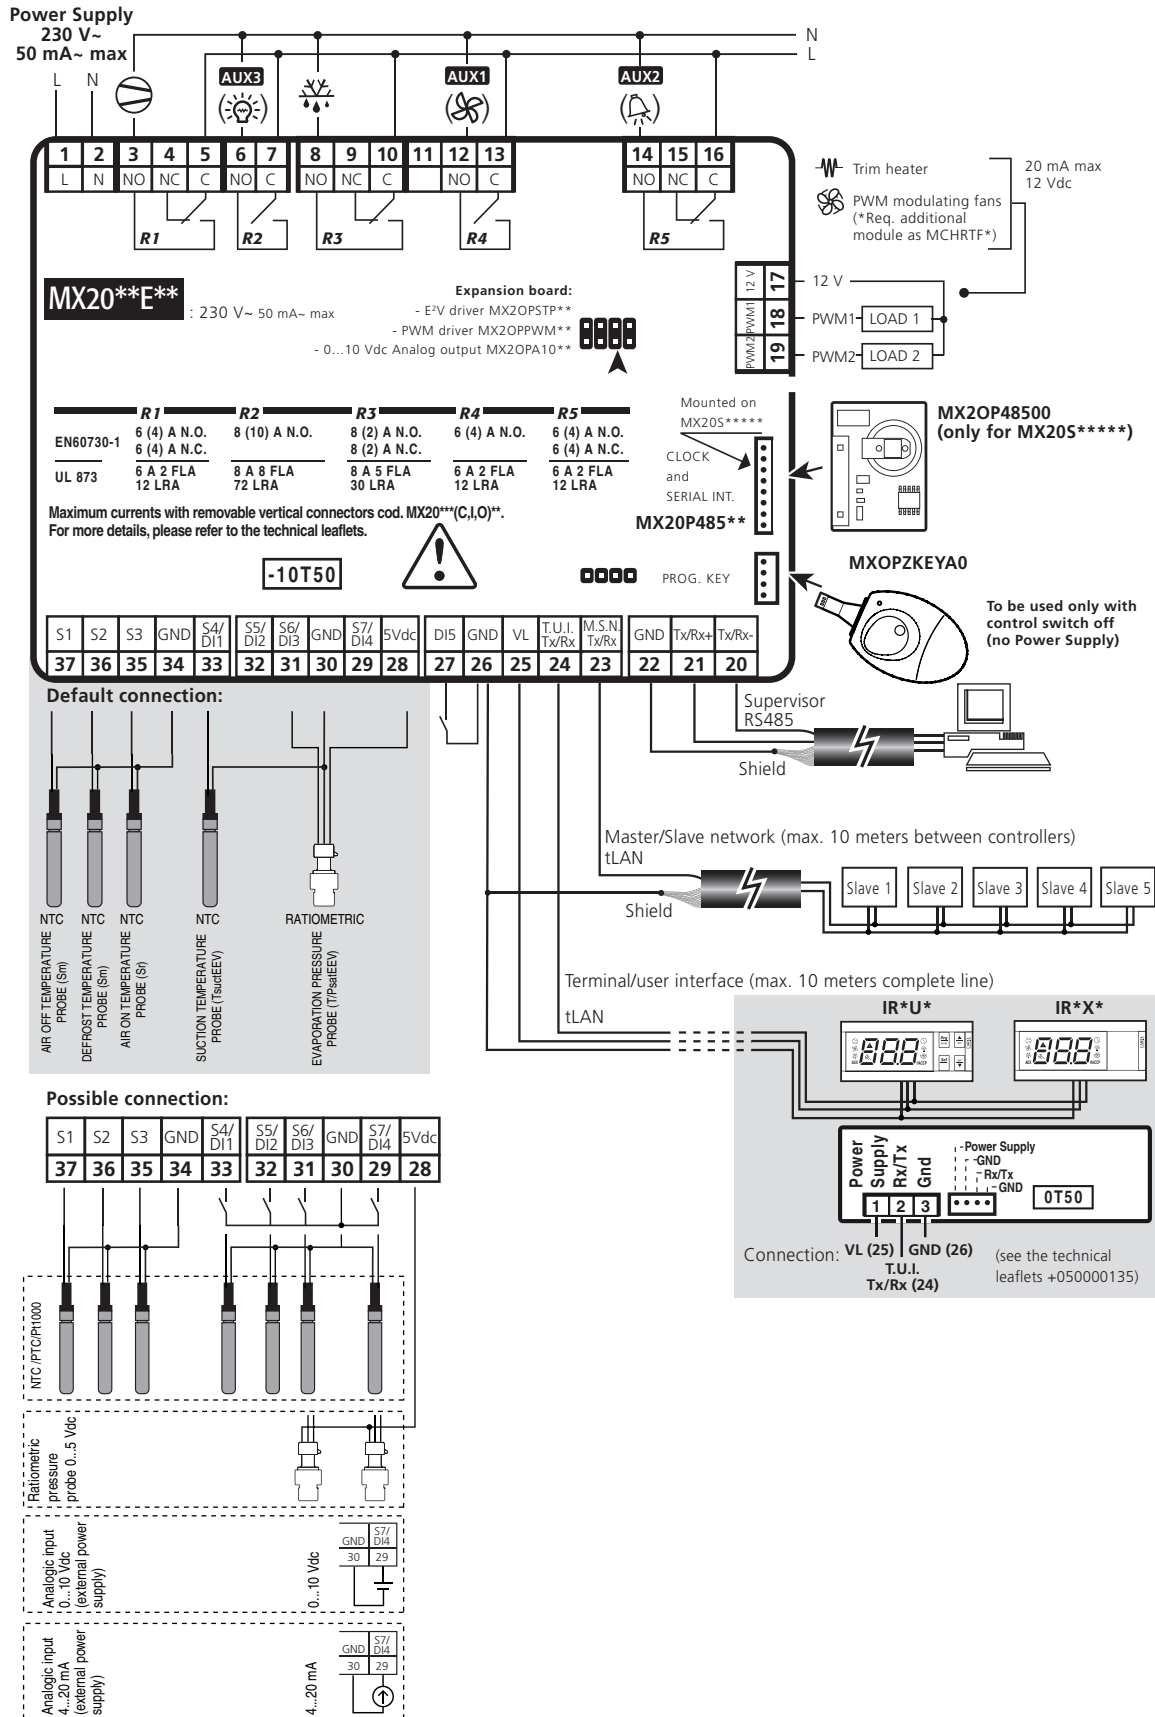 Power Supply
230 V~
50 mA~ max
N
L
L N
AUX3
AUX1
AUX2
1 2 3 4 5 6 7 8 9 10 11 12 13
L N NO NC C NO C NO NC C NO C
14 15 16
NO NC C
R1 R2 R3 R4 R5
Trim heater
PWM modulating fans
(*Req. additional
module as MCHRTF*)
20 mA max
12 Vdc
MX20**E**
: 230 V~ 50 mA~ max
Expansion board:
- E²V driver MX2OPSTP**
- PWM driver MX2OPPWM**
- 0...10 Vdc Analog output MX2OPA10**
12 V 17
PWM1 18
PWM2 19
12 V
PWM1 LOAD 1
PWM2 LOAD 2
R1 R2 R3 R4 R5
EN60730-1
6 (4) A N.O. 8 (10) A N.O. 8 (2) A N.O. 6 (4) A N.O. 6 (4) A N.O.
6 (4) A N.C. 8 (2) A N.C. 6 (4) A N.C.
UL 873
6 A 2 FLA 8 A 8 FLA 8 A 5 FLA 6 A 2 FLA 6 A 2 FLA
12 LRA 72 LRA 30 LRA 12 LRA 12 LRA
Maximum currents with removable vertical connectors cod. MX20***(C,I,O)**.
For more details, please refer to the technical leaflets.
Mounted on
MX20S*****
CLOCK
and
SERIAL INT.
MX20P485**
MX2OP48500
(only for MX20S*****)
-10T50
PROG. KEY
MXOPZKEYA0
To be used only with
control switch off
(no Power Supply)
S1 S2 S3 GND S4/DI1 S5/DI2 S6/DI3 GND S7/DI4 5Vdc DI5 GND VL T.U.I. Tx/Rx M.S.N. Tx/Rx GND Tx/Rx+ Tx/Rx-
37 36 35 34 33 32 31 30 29 28 27 26 25 24 23 22 21 20
Default connection:
Supervisor
RS485
Shield
Master/Slave network (max. 10 meters between controllers)
tLAN
Shield
Slave 1 Slave 2 Slave 3 Slave 4 Slave 5
NTC NTC NTC NTC RATIOMETRIC
AIR OFF TEMPERATURE
PROBE (Sm)
DEFROST TEMPERATURE
PROBE (Sm)
AIR ON TEMPERATURE
PROBE (Sr)
SUCTION TEMPERATURE
PROBE (TsuctEEV)
EVAPORATION PRESSURE
PROBE (T/PsatEEV)
Terminal/user interface (max. 10 meters complete line)
tLAN
IR*U* IR*X*
Power
Supply
Rx/Tx
Gnd
1 2 3
Power Supply
GND
Rx/Tx
GND
0T50
Connection: VL (25) GND (26)
T.U.I.
Tx/Rx (24)
(see the technical
leaflets +050000135)
Possible connection:
S1 S2 S3 GND S4/DI1 S5/DI2 S6/DI3 GND S7/DI4 5Vdc
37 36 35 34 33 32 31 30 29 28
NTC /PTC/Pt1000
Ratiometric
pressure
probe 0...5 Vdc
Analogic input
0...10 Vdc
(external power
supply)
0...10 Vdc
GND S7/DI4
30 29
Analogic input
4...20 mA
(external power
supply)
4...20 mA
GND S7/DI4
30 29